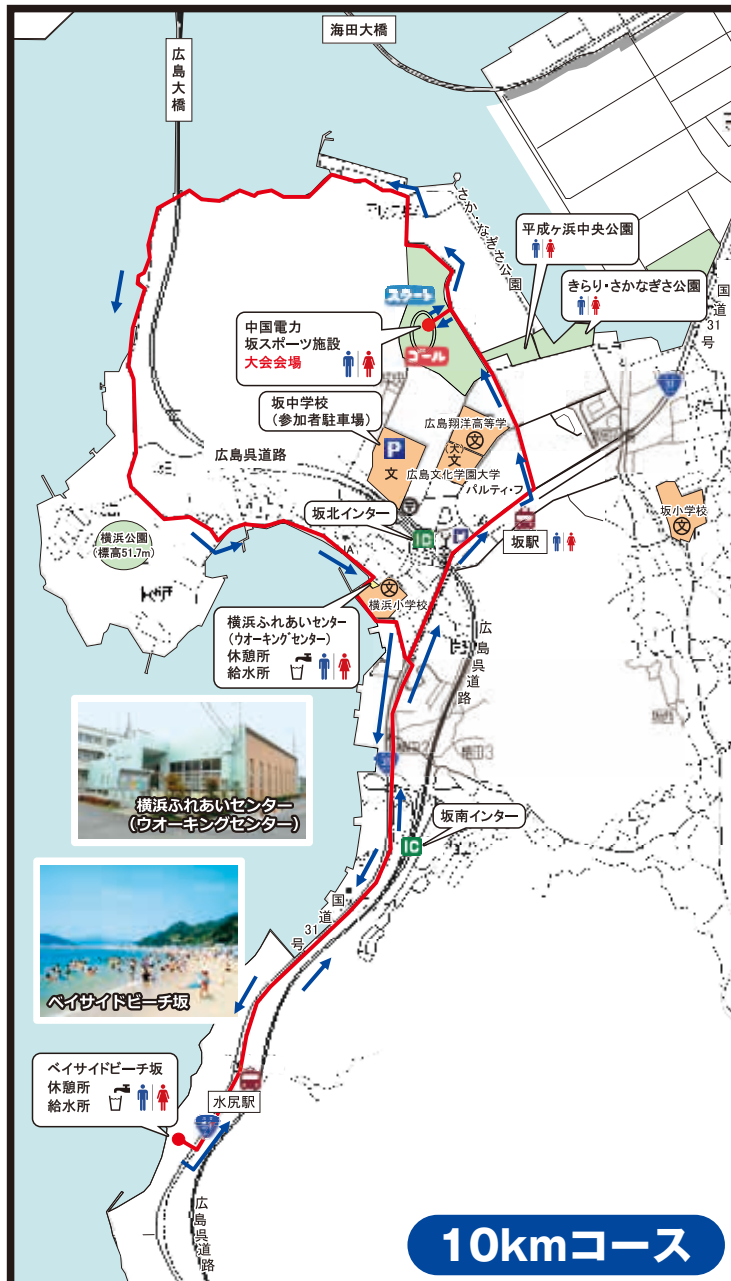 海田大橋
広島大橋
さか・なぎさ公園
平成ヶ浜中央公園
きらり・さかなぎさ公園
国道31号
スタート
中国電力
坂スポーツ施設
大会会場
ゴール
坂中学校
(参加者駐車場)
P
文
広島翔洋高等学
文
(大)
文
広島文化学園大学
パルティ・フ
広島呉道路
坂北インター
IC
坂駅
坂小学校
文
横浜公園
(標高51.7m)
文
横浜小学校
横浜ふれあいセンター
(ウオーキングセンター)
休憩所
給水所
広島呉道路
横浜ふれあいセンター
(ウオーキングセンター)
坂南インター
IC
国道31号
ベイサイドビーチ坂
ベイサイドビーチ坂
休憩所
給水所
水尻駅
広島呉道路
10kmコース